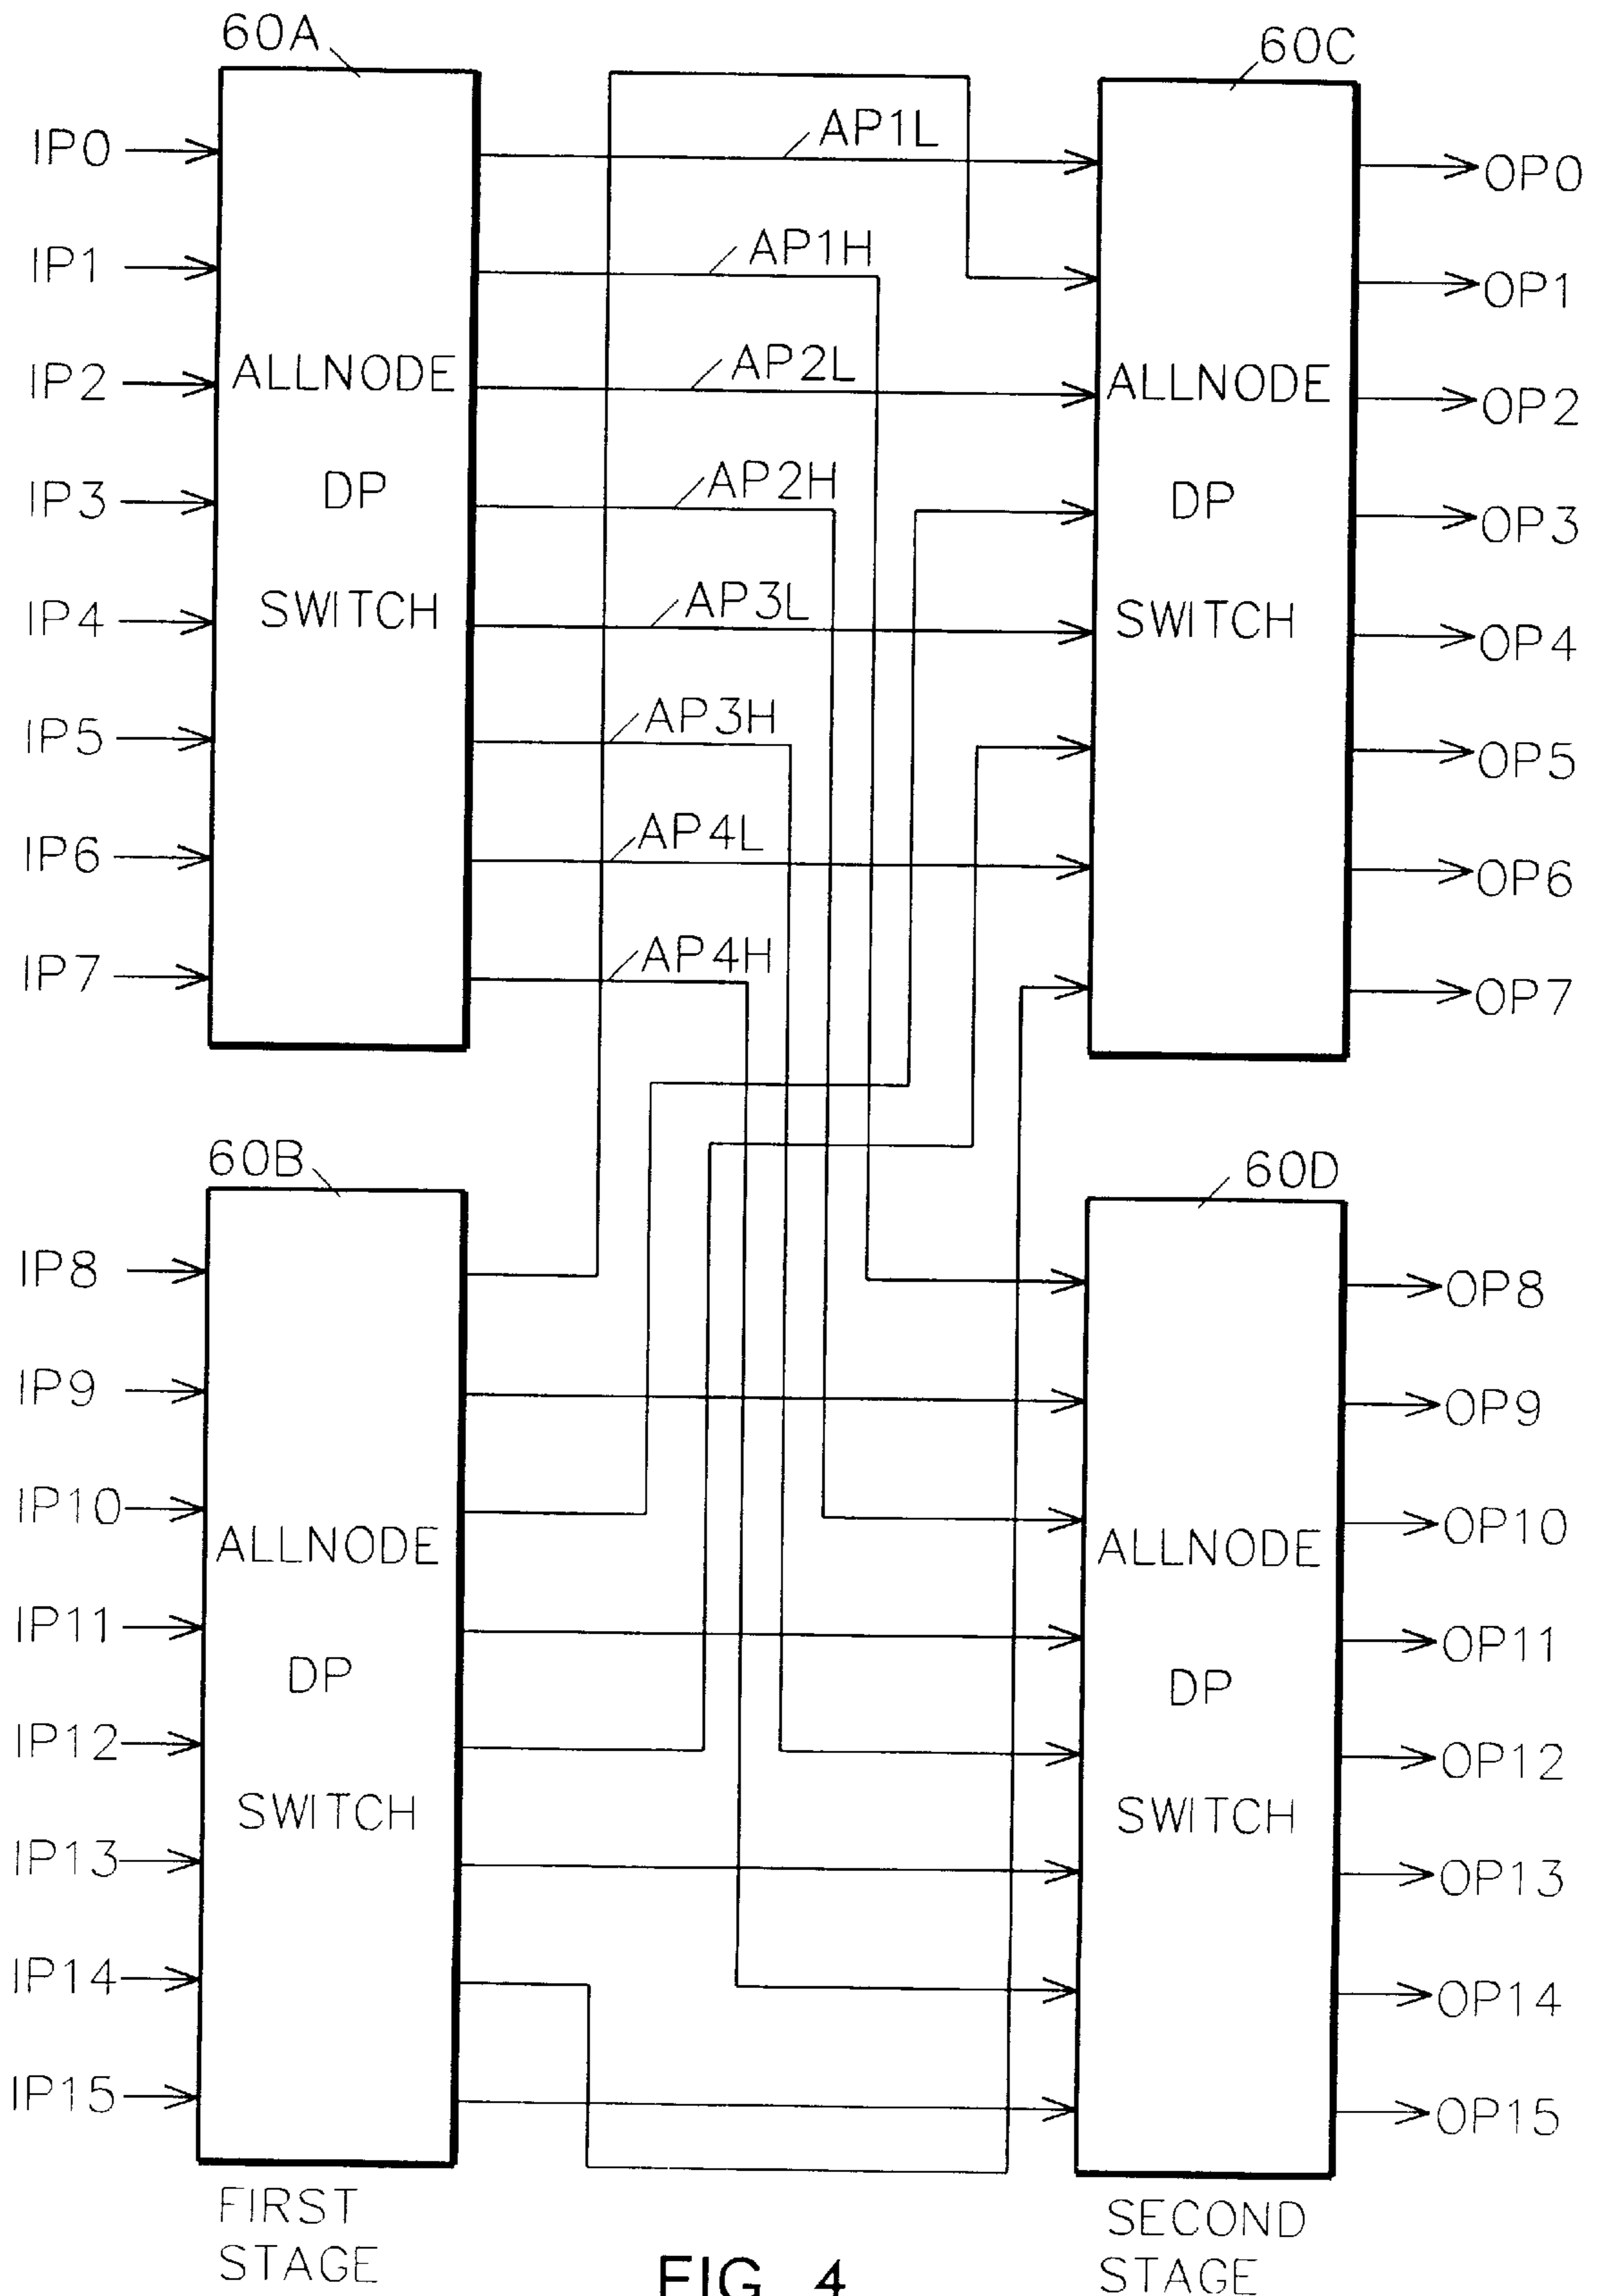 60A
60C
IP0
AP1L
OP0
IP1
AP1H
OP1
IP2
ALLNODE
AP2L
ALLNODE
OP2
IP3
DP
AP2H
DP
OP3
IP4
SWITCH
AP3L
SWITCH
OP4
IP5
AP3H
OP5
IP6
AP4L
OP6
IP7
AP4H
OP7
60B
60D
IP8
OP8
IP9
OP9
IP10
ALLNODE
ALLNODE
OP10
IP11
DP
DP
OP11
IP12
OP12
SWITCH
SWITCH
IP13
OP13
IP14
OP14
IP15
OP15
FIRST
STAGE
SECOND
STAGE
FIG. 4